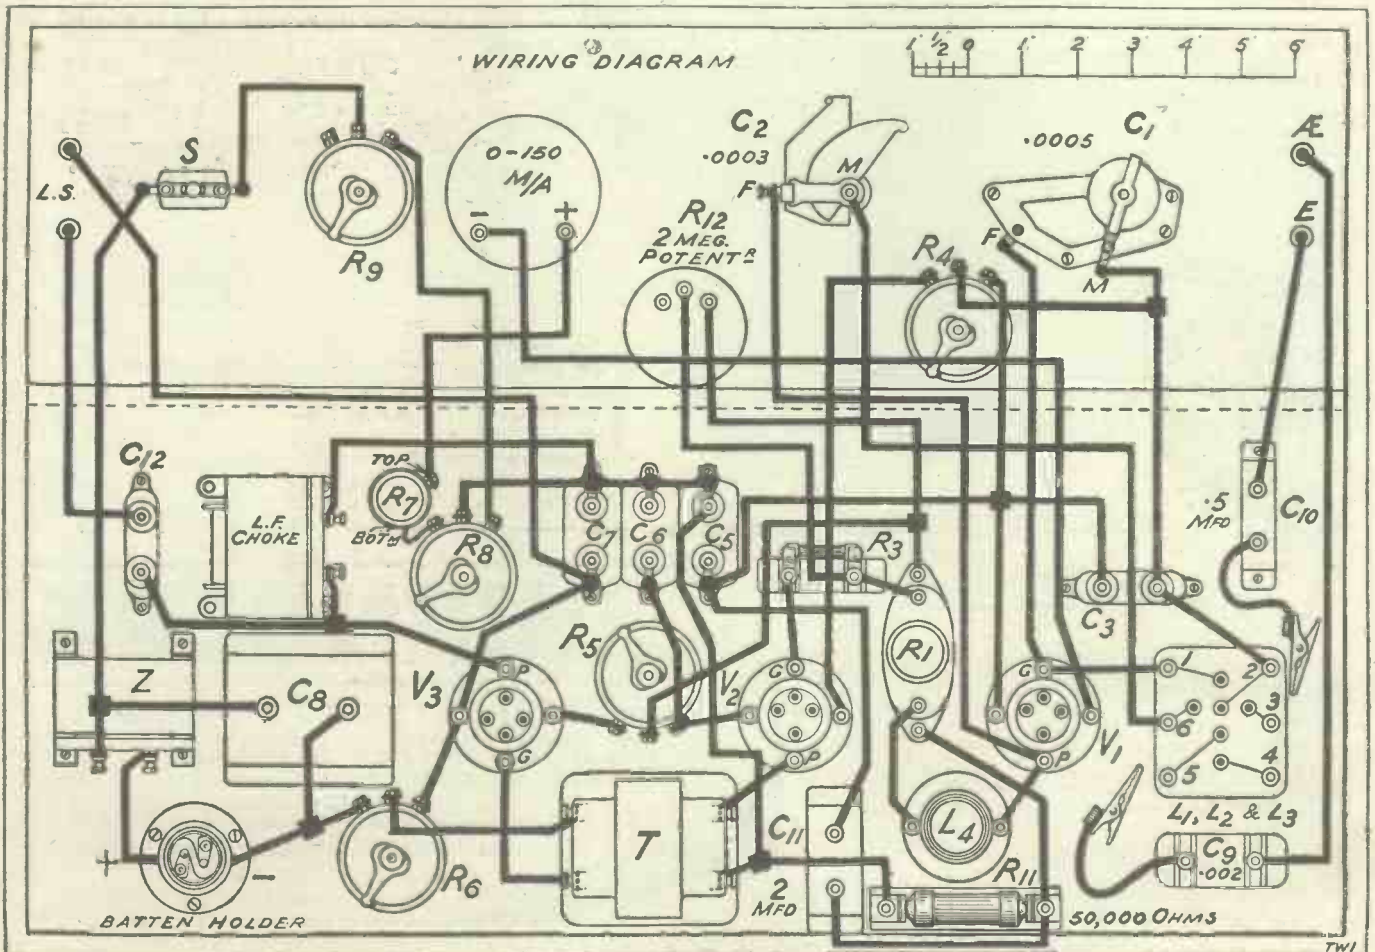 WIRING DIAGRAM
1 ½ 0 1 2 3 4 5 6
S
L.S.
0-150
M/A
- +
R9
C2
.0003
F M
C1
.0005
F
M
Æ
E
R12
2 MEG.
POTENTR
R4
C12
L.F.
CHOKE
TOP
R7
BOTM
R8
C7 C6 C5
R3
.5
MFD
C10
C3
R1
R5
Z
C8
V3
P
G
V2
G
P
V1
G
P
1 2
3
6
4
5
L1, L2 & L3
T
C11
2
MFD
L4
R11
50,000 OHMS
C9
.002
R6
+ -
BATTEN HOLDER
TWJ